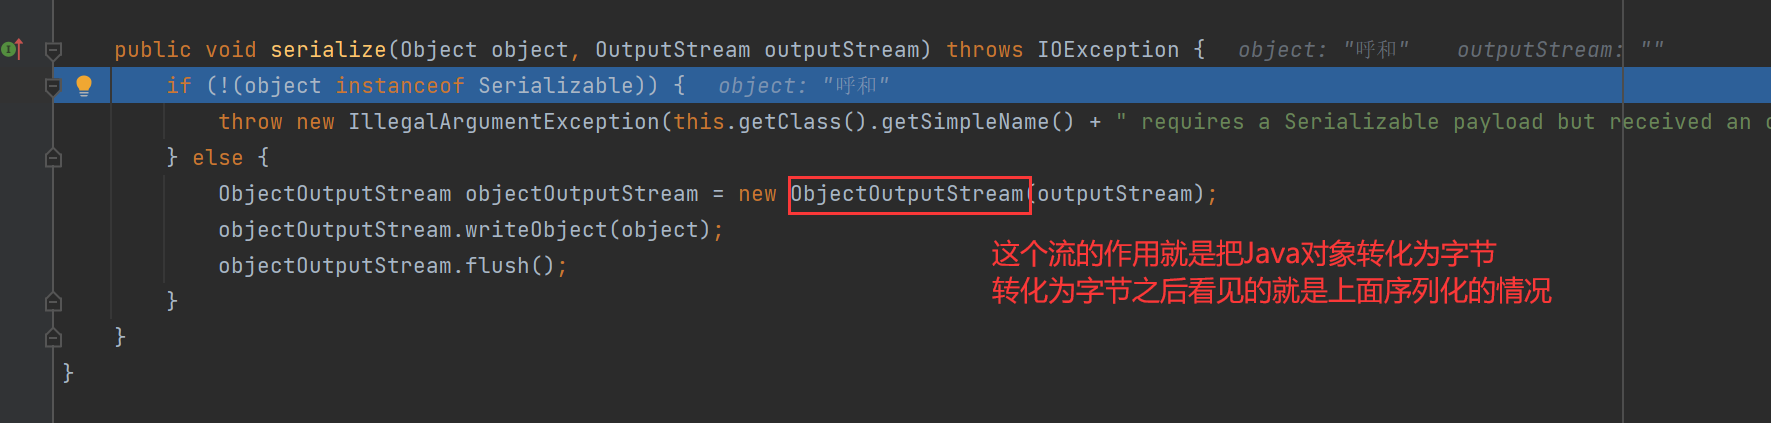 public void serialize(Object object, OutputStream outputStream) throws IOException {   object: "呼和"   outputStream: ""
if (!(object instanceof Serializable)) {   object: "呼和"
throw new IllegalArgumentException(this.getClass().getSimpleName() + " requires a Serializable payload but received an
} else {
ObjectOutputStream objectOutputStream = new ObjectOutputStream(outputStream);
objectOutputStream.writeObject(object);
objectOutputStream.flush();
这个流的作用就是把Java对象转化为字节
转化为字节之后看见的就是上面序列化的情况
}
}
}